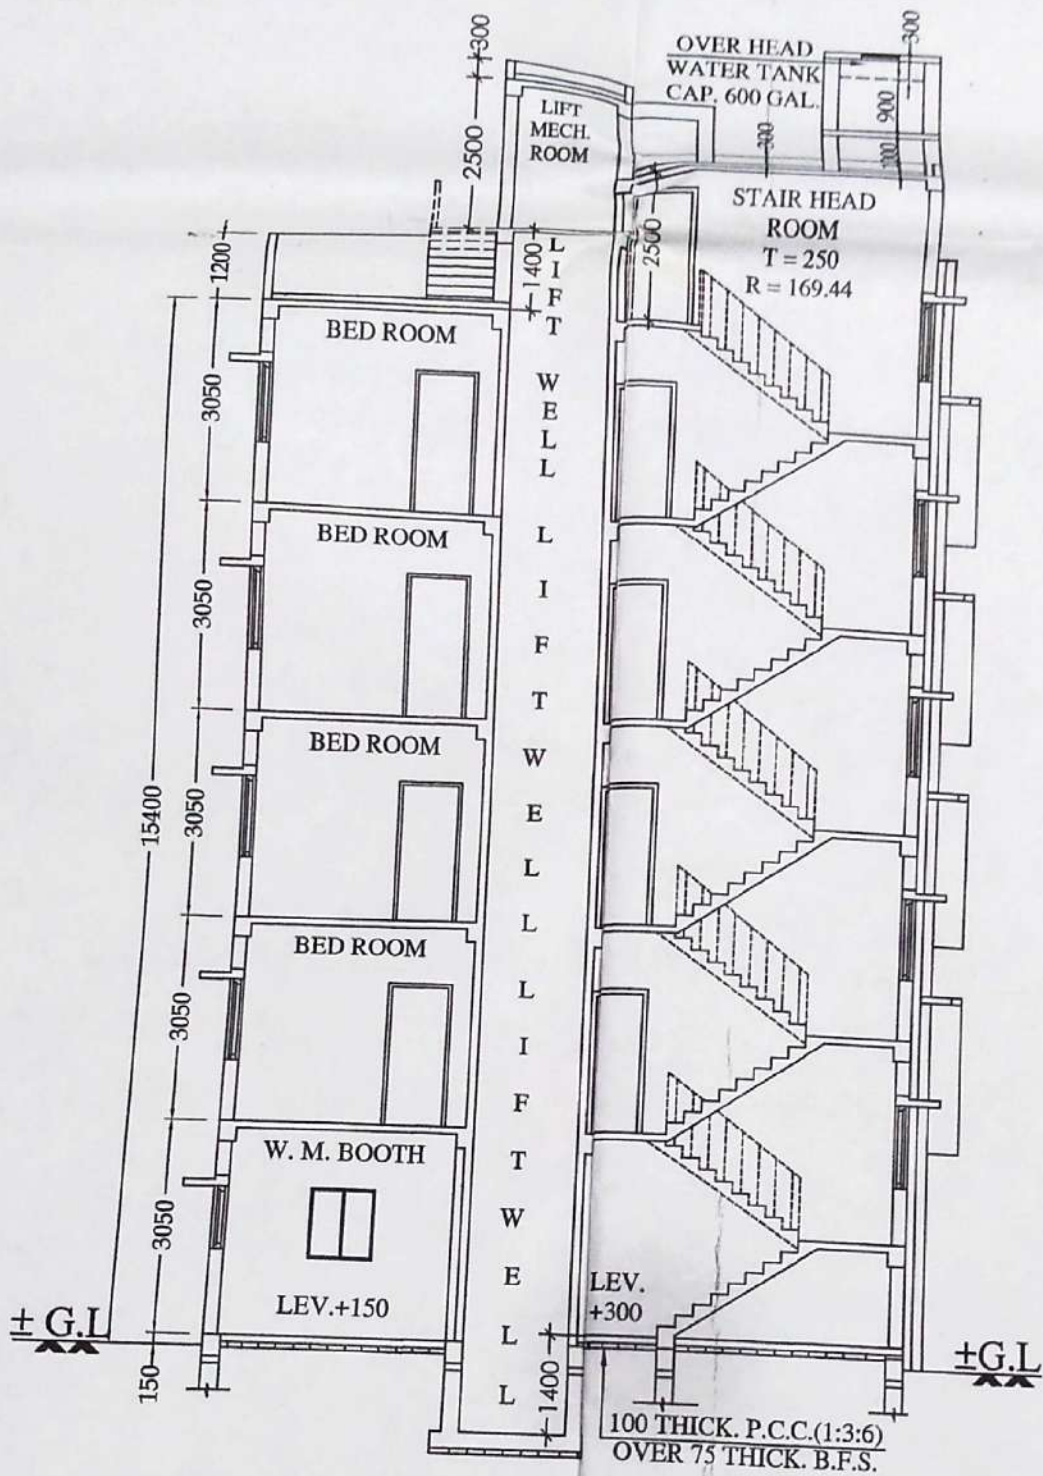 300
300
OVER HEAD
WATER TANK
CAP. 600 GAL.
LIFT
MECH.
ROOM
2500
300
900
1000
STAIR HEAD
ROOM
T = 250
R = 169.44
1200
1400
2500
LIFT WELL LIFT WELL LIFT WELL
BED ROOM
3050
BED ROOM
3050
BED ROOM
3050
15400
BED ROOM
3050
W. M. BOOTH
3050
LEV.+150
LEV.
+300
± G.L
±G.L
150
1400
100 THICK. P.C.C.(1:3:6)
OVER 75 THICK. B.F.S.